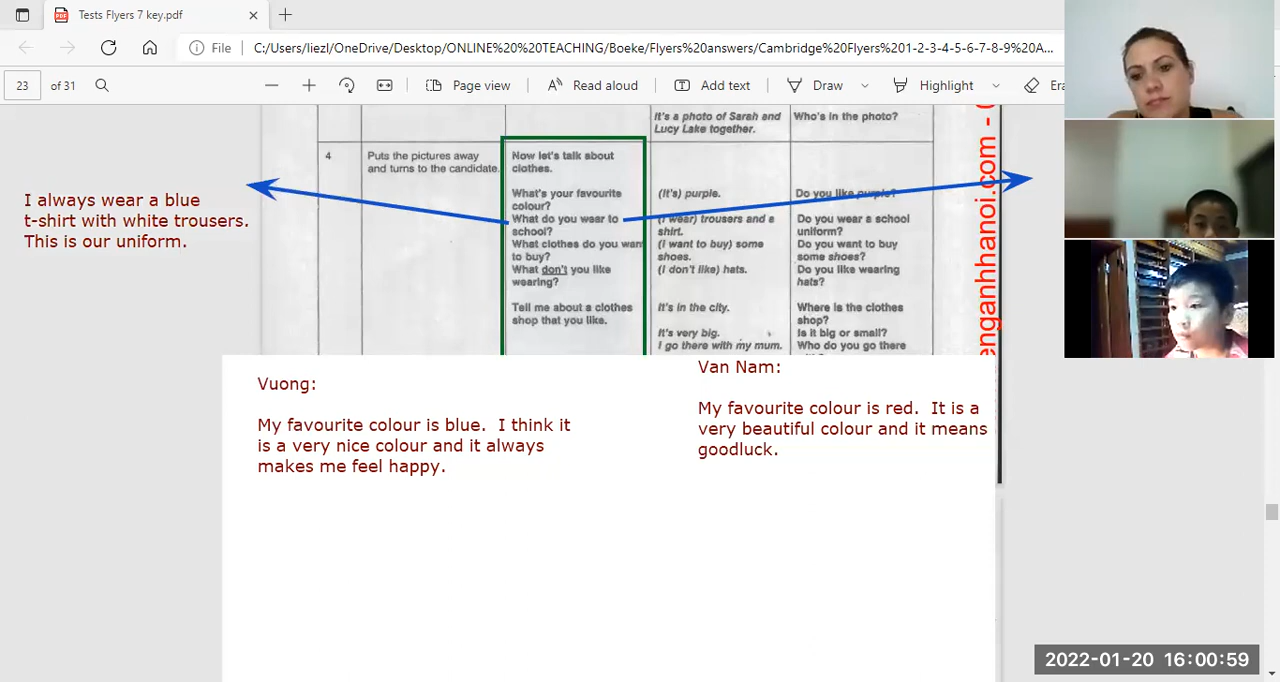 Tests Flyers 7 key.pdf
File
C:/Users/liezl/OneDrive/Desktop/ONLINE%20%20TEACHING/Boeke/Flyers%20answers/Cambridge%20Flyers%201-2-3-4-5-6-7-8-9%20A...
23 of 31
Page view
Read aloud
Add text
Draw
Highlight
Era
It's a photo of Sarah and
Lucy Lake together.
Who's in the photo?
4
Puts the pictures away
and turns to the candidate.
Now let's talk about
clothes.
What's your favourite
colour?
What do you wear to
school?
What clothes do you want
to buy?
What don't you like
wearing?
Tell me about a clothes
shop that you like.
(It's) purple.
(I wear) trousers and a
shirt.
(I want to buy) some
shoes.
(I don't like) hats.
It's in the city.
It's very big.
I go there with my mum.
Do you like purple?
Do you wear a school
uniform?
Do you want to buy
some shoes?
Do you like wearing
hats?
Where is the clothes
shop?
Is it big or small?
Who do you go there
enganhhanoi.com - (
I always wear a blue
t-shirt with white trousers.
This is our uniform.
Vuong:
My favourite colour is blue.  I think it
is a very nice colour and it always
makes me feel happy.
Van Nam:
My favourite colour is red.  It is a
very beautiful colour and it means
goodluck.
2022-01-20 16:00:59